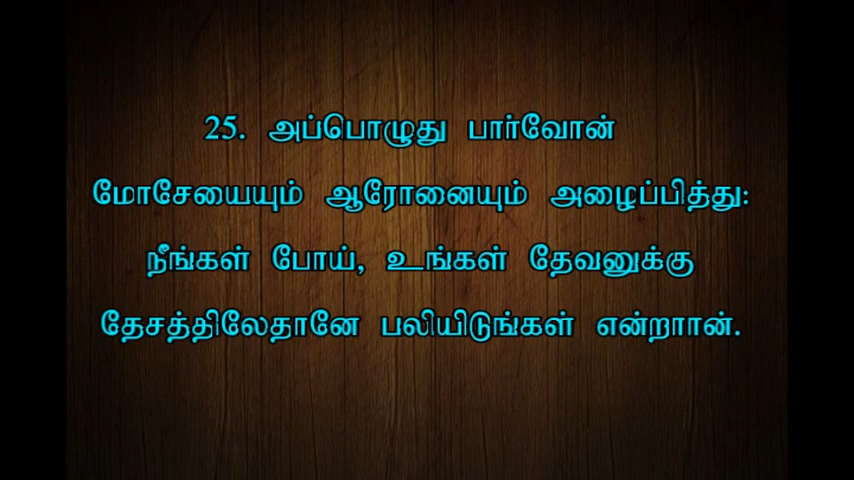 25. அப்பொழுது பார்வோன்
மோசேயையும் ஆரோனையும் அழைப்பித்து:
நீங்கள் போய், உங்கள் தேவனுக்கு
தேசத்திலேதானே பலியிடுங்கள் என்றாான்.